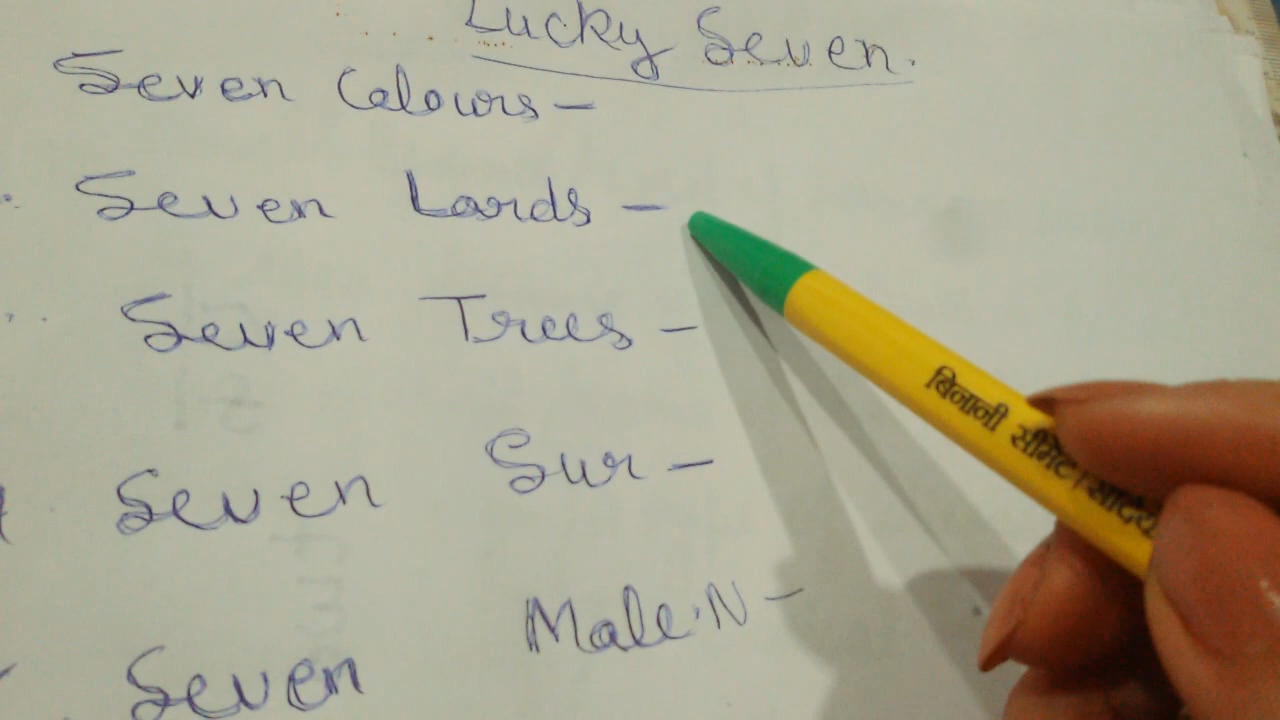 Lucky Seven.
Seven Colours -
Seven Lords -
Seven Trees -
Seven Sur -
Seven Male.N -
बिनानी सीमेंट।